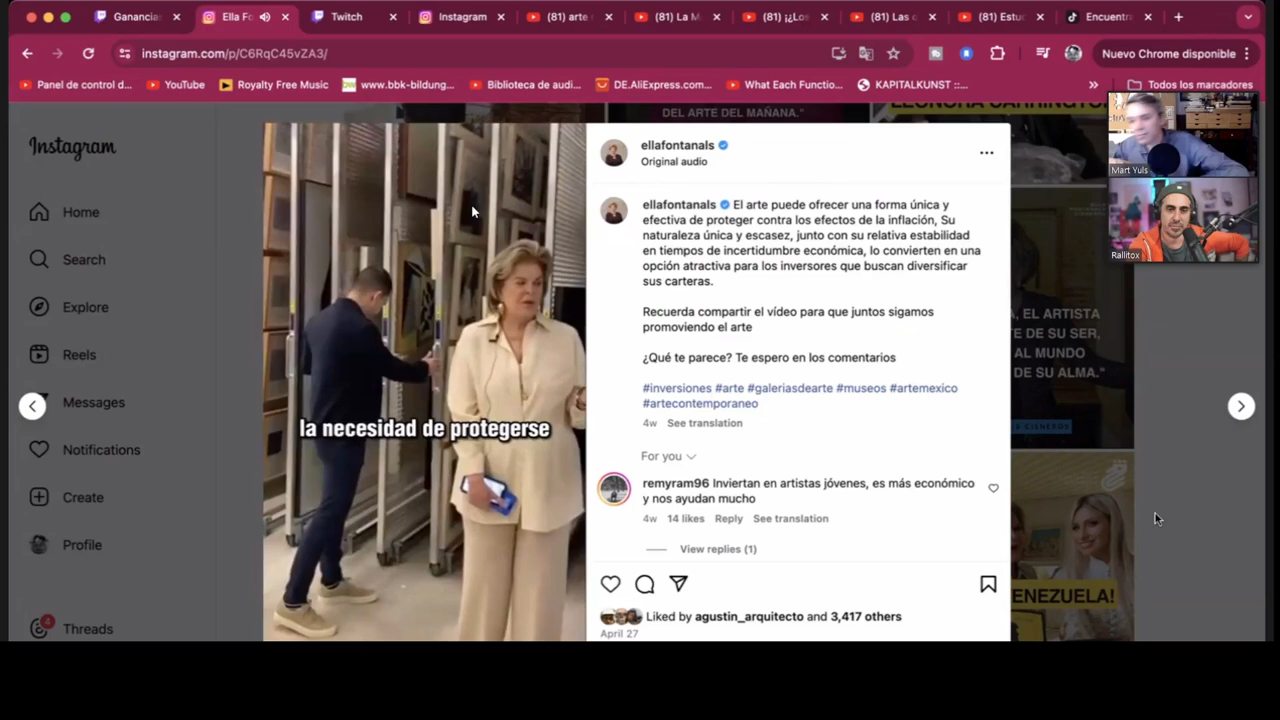 Ganancias
Ella Fo
Twitch
Instagram
(81) arte
(81) La M
(81) ¡¿Los
(81) Las c
(81) Estu
Encuentr
instagram.com/p/C6RqC45vZA3/
Nuevo Chrome disponible
Panel de control d...
YouTube
Royalty Free Music
www.bbk-bildung...
Biblioteca de audi...
DE.AliExpress.com...
What Each Functio...
KAPITALKUNST ::...
»
Todos los marcadores
DEL ARTE DEL MAÑANA."
Mart Yuls
Rallitox
Instagram
Home
Search
Explore
Reels
Messages
Notifications
Create
Profile
4
Threads
la necesidad de protegerse
ellafontanals
Original audio
ellafontanals El arte puede ofrecer una forma única y
efectiva de proteger contra los efectos de la inflación, Su
naturaleza única y escasez, junto con su relativa estabilidad
en tiempos de incertidumbre económica, lo convierten en una
opción atractiva para los inversores que buscan diversificar
sus carteras.
Recuerda compartir el vídeo para que juntos sigamos
promoviendo el arte
¿Qué te parece? Te espero en los comentarios
#inversiones #arte #galeriasdearte #museos #artemexico
#artecontemporaneo
4w See translation
For you
remyram96 Inviertan en artistas jóvenes, es más económico
y nos ayudan mucho
4w 14 likes Reply See translation
View replies (1)
Liked by agustin_arquitecto and 3,417 others
April 27
, EL ARTISTA
TE DE SU SER,
AL MUNDO
DE SU ALMA."
CISNEROS
ENEZUELA!